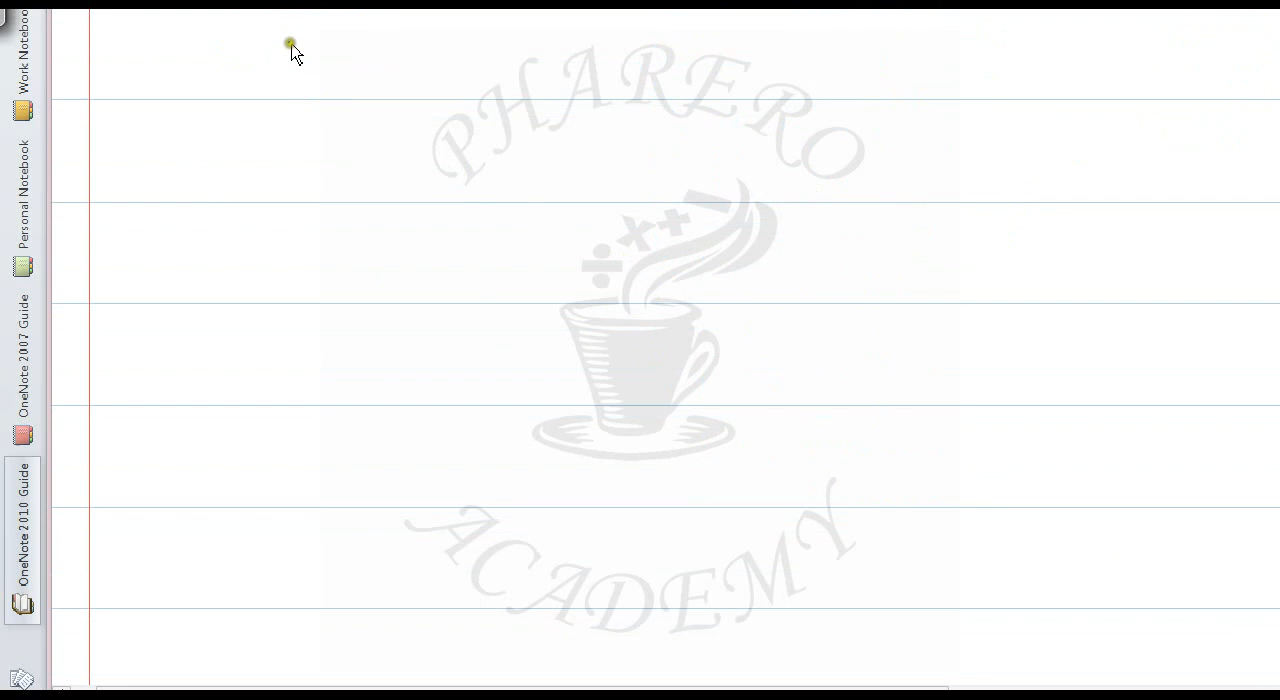 Work Noteboo
Personal Notebook
OneNote 2007 Guide
OneNote 2010 Guide
PHARERO
ACADEMY